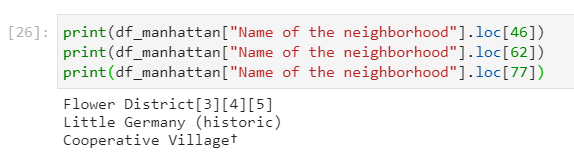 [26]: print(df_manhattan["Name of the neighborhood"].loc[46])
print(df_manhattan["Name of the neighborhood"].loc[62])
print(df_manhattan["Name of the neighborhood"].loc[77])
Flower District[3][4][5]
Little Germany (historic)
Cooperative Village†